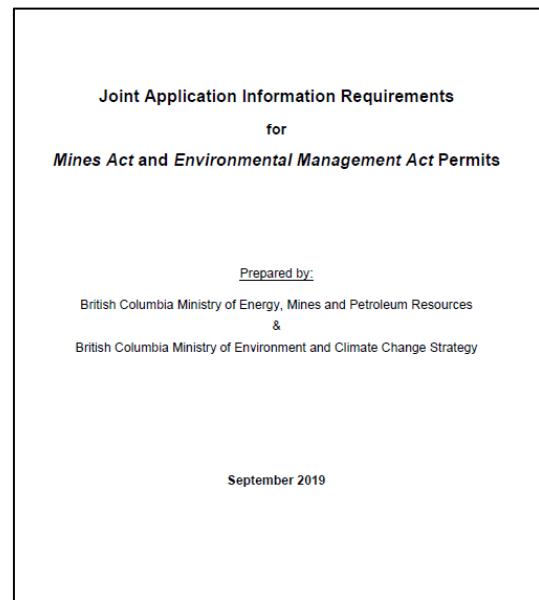 Joint Application Information Requirements
for
Mines Act and Environmental Management Act Permits
Prepared by:
British Columbia Ministry of Energy, Mines and Petroleum Resources
&
British Columbia Ministry of Environment and Climate Change Strategy
September 2019